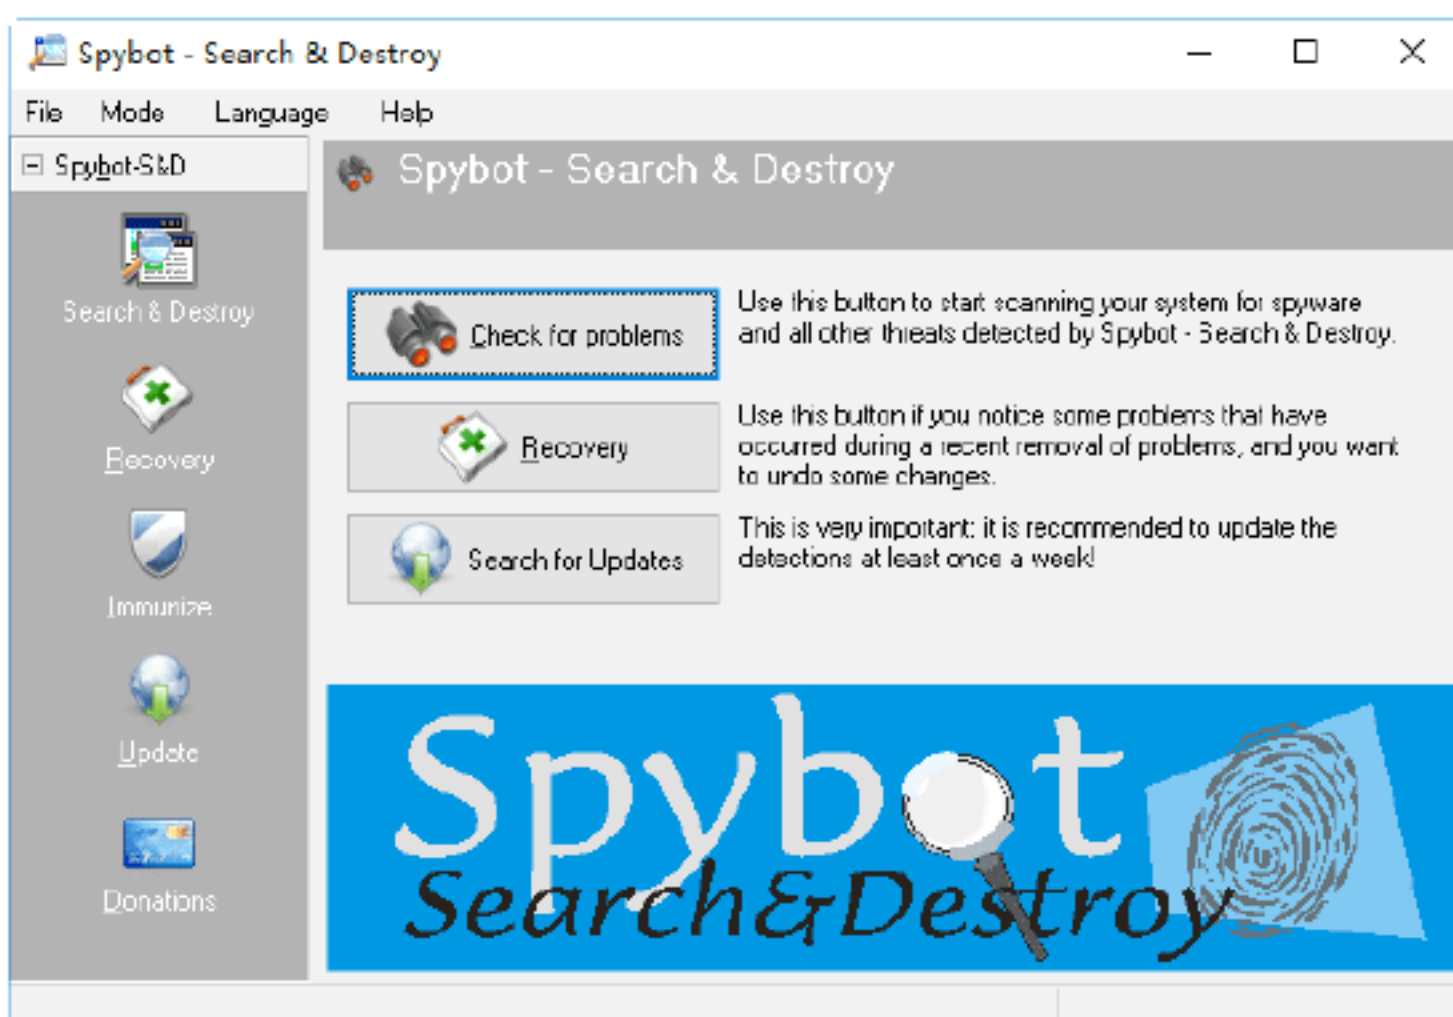 Spybot - Search & Destroy
File Mode Language Help
Spybot-S&D
Search & Destroy
Recovery
Immunize
Update
Donations
Spybot - Search & Destroy
Check for problems
Use this button to start scanning your system for spyware
and all other threats detected by Spybot - Search & Destroy.
Recovery
Use this button if you notice some problems that have
occurred during a recent removal of problems, and you want
to undo some changes.
Search for Updates
This is very important: it is recommended to update the
detections at least once a week!
Spybot
Search&Destroy